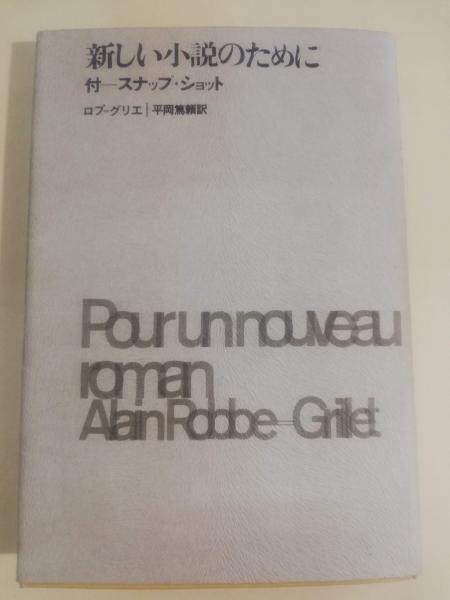 新しい小説のために
付―スナップ・ショット
ロブ-グリエ|平岡篤頼訳
Pour un nouveau
roman
Alain Robbe=Grillet